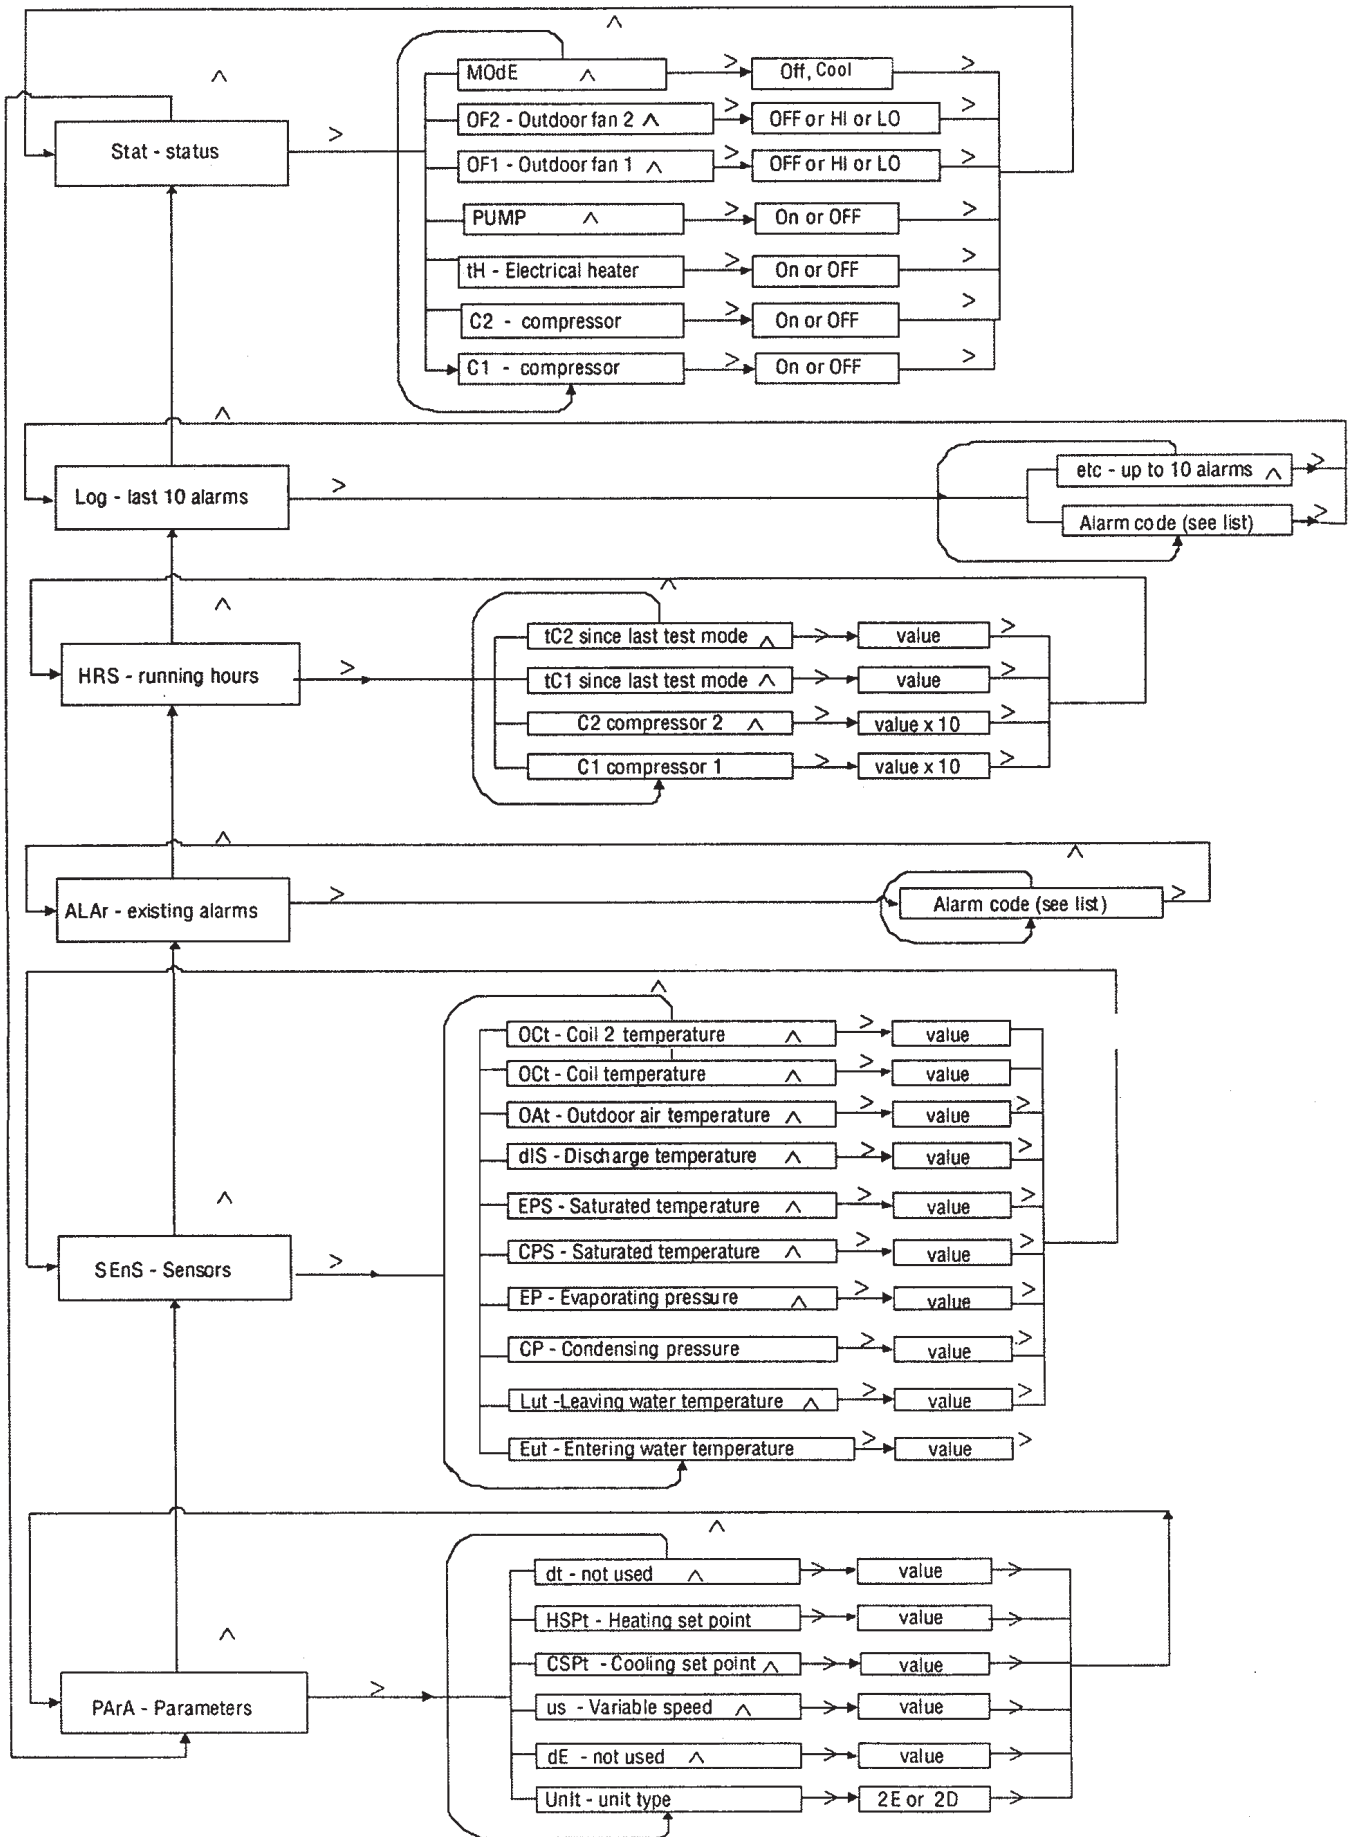 Stat - status
MOdE ^ > Off, Cool >
OF2 - Outdoor fan 2 ^ > OFF or HI or LO >
OF1 - Outdoor fan 1 ^ > OFF or HI or LO >
PUMP ^ > On or OFF >
tH - Electrical heater > On or OFF >
C2 - compressor > On or OFF >
C1 - compressor > On or OFF >
Log - last 10 alarms
etc - up to 10 alarms ^ >
Alarm code (see list) >
HRS - running hours
tC2 since last test mode ^ > value >
tC1 since last test mode ^ > value >
C2 compressor 2 ^ > value x 10 >
C1 compressor 1 > value x 10 >
ALAr - existing alarms
Alarm code (see list) >
SEnS - Sensors
OCt - Coil 2 temperature ^ > value
OCt - Coil temperature ^ > value
OAt - Outdoor air temperature ^ > value >
dIS - Discharge temperature ^ > value >
EPS - Saturated temperature ^ > value >
CPS - Saturated temperature ^ > value >
EP - Evaporating pressure ^ > value >
CP - Condensing pressure > value >
Lut -Leaving water temperature ^ > value >
Eut - Entering water temperature > value >
PArA - Parameters
dt - not used ^ > value >
HSPt - Heating set point > value >
CSPt - Cooling set point ^ > value >
us - Variable speed ^ > value >
dE - not used ^ > value >
UnIt - unit type > 2E or 2D >